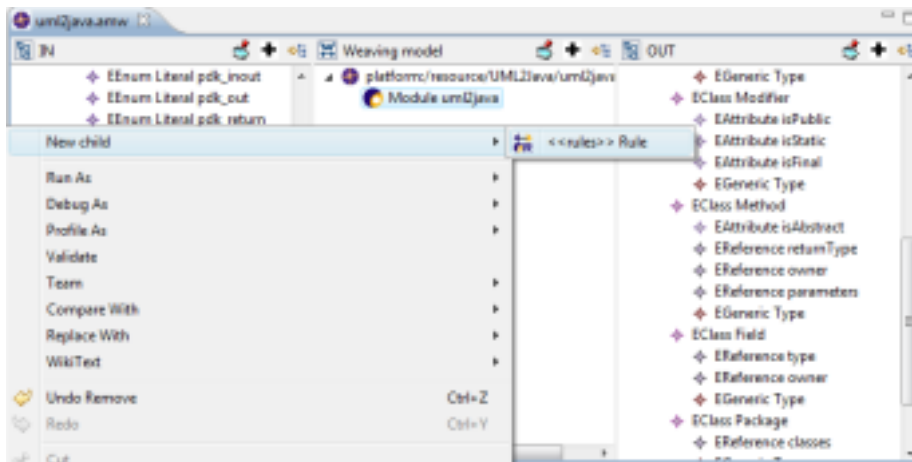 uml2java.amw
IN
Weaving model
OUT
EEnum Literal pdk_inout
EEnum Literal pdk_out
EEnum Literal pdk_return
platform:/resource/UML2Java/uml2java
Module uml2java
New child
<<rules>> Rule
Run As
Debug As
Profile As
Validate
Team
Compare With
Replace With
WikiText
Undo Remove Ctrl+Z
Redo Ctrl+Y
Cut
EGeneric Type
EClass Modifier
EAttribute isPublic
EAttribute isStatic
EAttribute isFinal
EGeneric Type
EClass Method
EAttribute isAbstract
EReference returnType
EReference owner
EReference parameters
EGeneric Type
EClass Field
EReference type
EReference owner
EGeneric Type
EClass Package
EReference classes